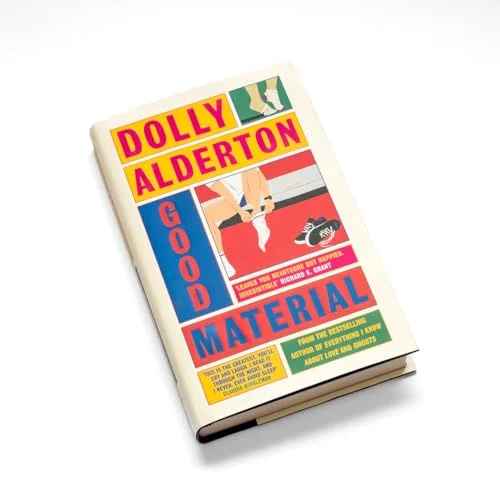 DOLLY
ALDERTON
GOOD
'LEAVES YOU HEARTSORE BUT HAPPIER.
IRRESISTIBLE' RICHARD E. GRANT
MATERIAL
'THIS IS THE GREATEST. YOU'LL
CRY AND LAUGH. I READ IT
THROUGH THE NIGHT, AND
I NEVER, EVER AVOID SLEEP'
CLAUDIA WINKLEMAN
FROM THE BESTSELLING
AUTHOR OF EVERYTHING I KNOW
ABOUT LOVE AND GHOSTS